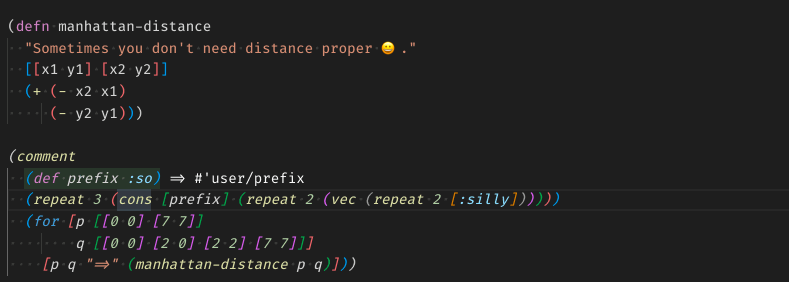 (defn manhattan-distance
  "Sometimes you don't need distance proper 😄 ."
  [[x1 y1] [x2 y2]]
  (+ (- x2 x1)
     (- y2 y1)))

(comment
  (def prefix :so) => #'user/prefix
  (repeat 3 (cons [prefix] (repeat 2 (vec (repeat 2 [:silly])))))
  (for [p [[0 0] [7 7]]
        q [[0 0] [2 0] [2 2] [7 7]]]
    [p q "=>" (manhattan-distance p q)]))